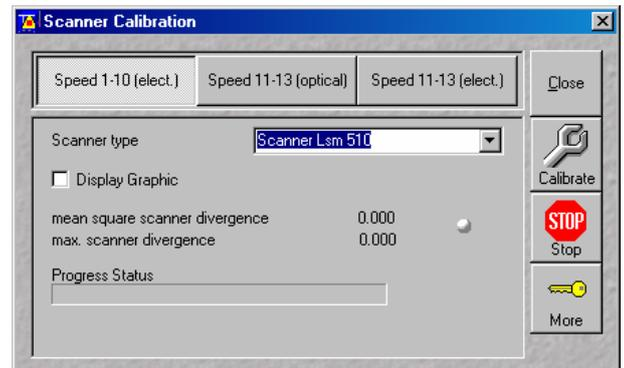 Scanner Calibration
Speed 1-10 (elect.) Speed 11-13 (optical) Speed 11-13 (elect.)
Close
Scanner type Scanner Lsm 510
Display Graphic
Calibrate
mean square scanner divergence 0.000
max. scanner divergence 0.000
STOP
Stop
Progress Status
More